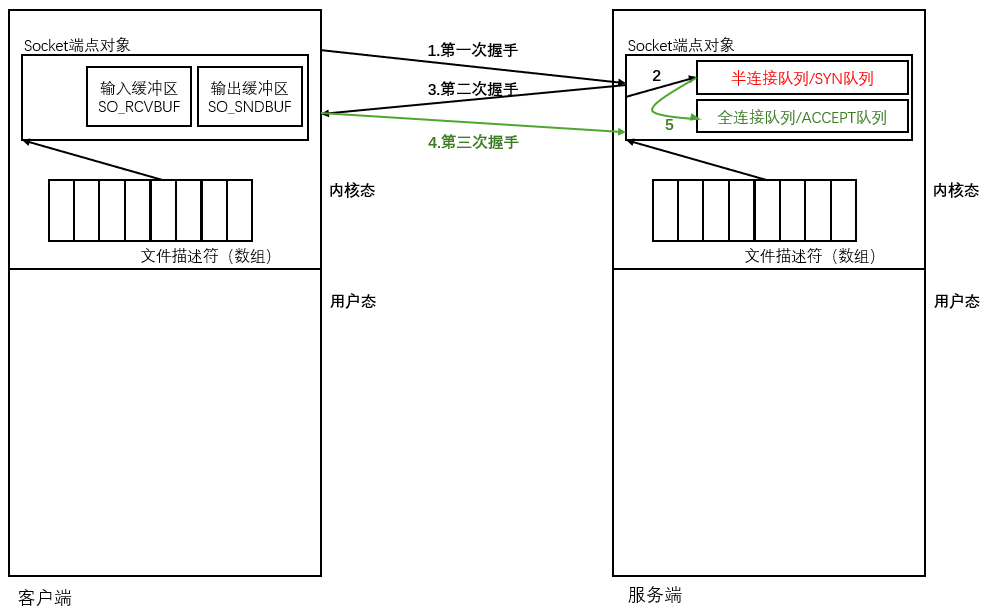 Socket端点对象
输入缓冲区
SO_RCVBUF
输出缓冲区
SO_SNDBUF
文件描述符（数组）
内核态
用户态
客户端
1.第一次握手
3.第二次握手
4.第三次握手
Socket端点对象
2
半连接队列/SYN队列
全连接队列/ACCEPT队列
5
文件描述符（数组）
内核态
用户态
服务端